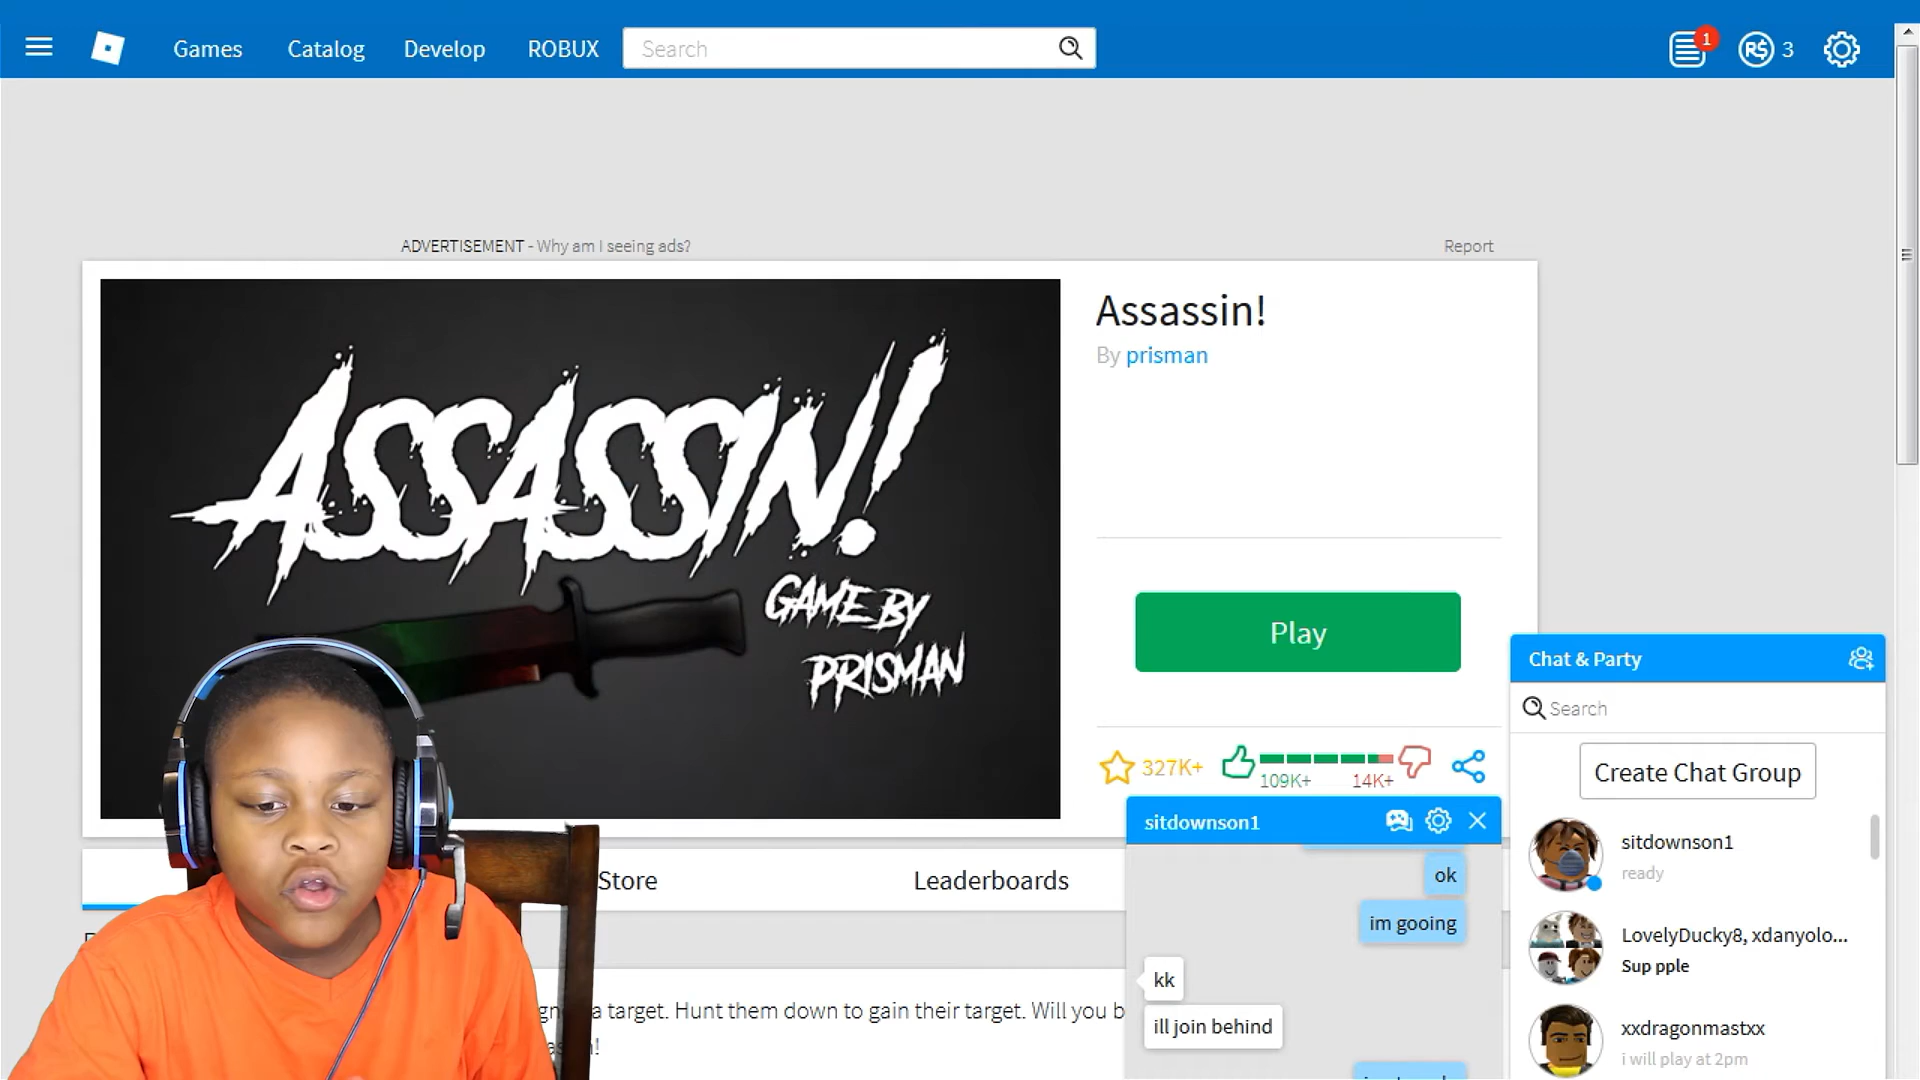 Games Catalog Develop ROBUX Search 1 R$ 3
ADVERTISEMENT - Why am I seeing ads? Report
ASSASSIN!
GAME BY
PRISMAN
Assassin!
By prisman
Play
327K+ 109K+ 14K+
Store Leaderboards
a target. Hunt them down to gain their target. Will you b
sitdownson1
ok
im gooing
kk
ill join behind
Chat & Party
Search
Create Chat Group
sitdownson1
ready
LovelyDucky8, xdanyolo...
Sup pple
xxdragonmastxx
i will play at 2pm